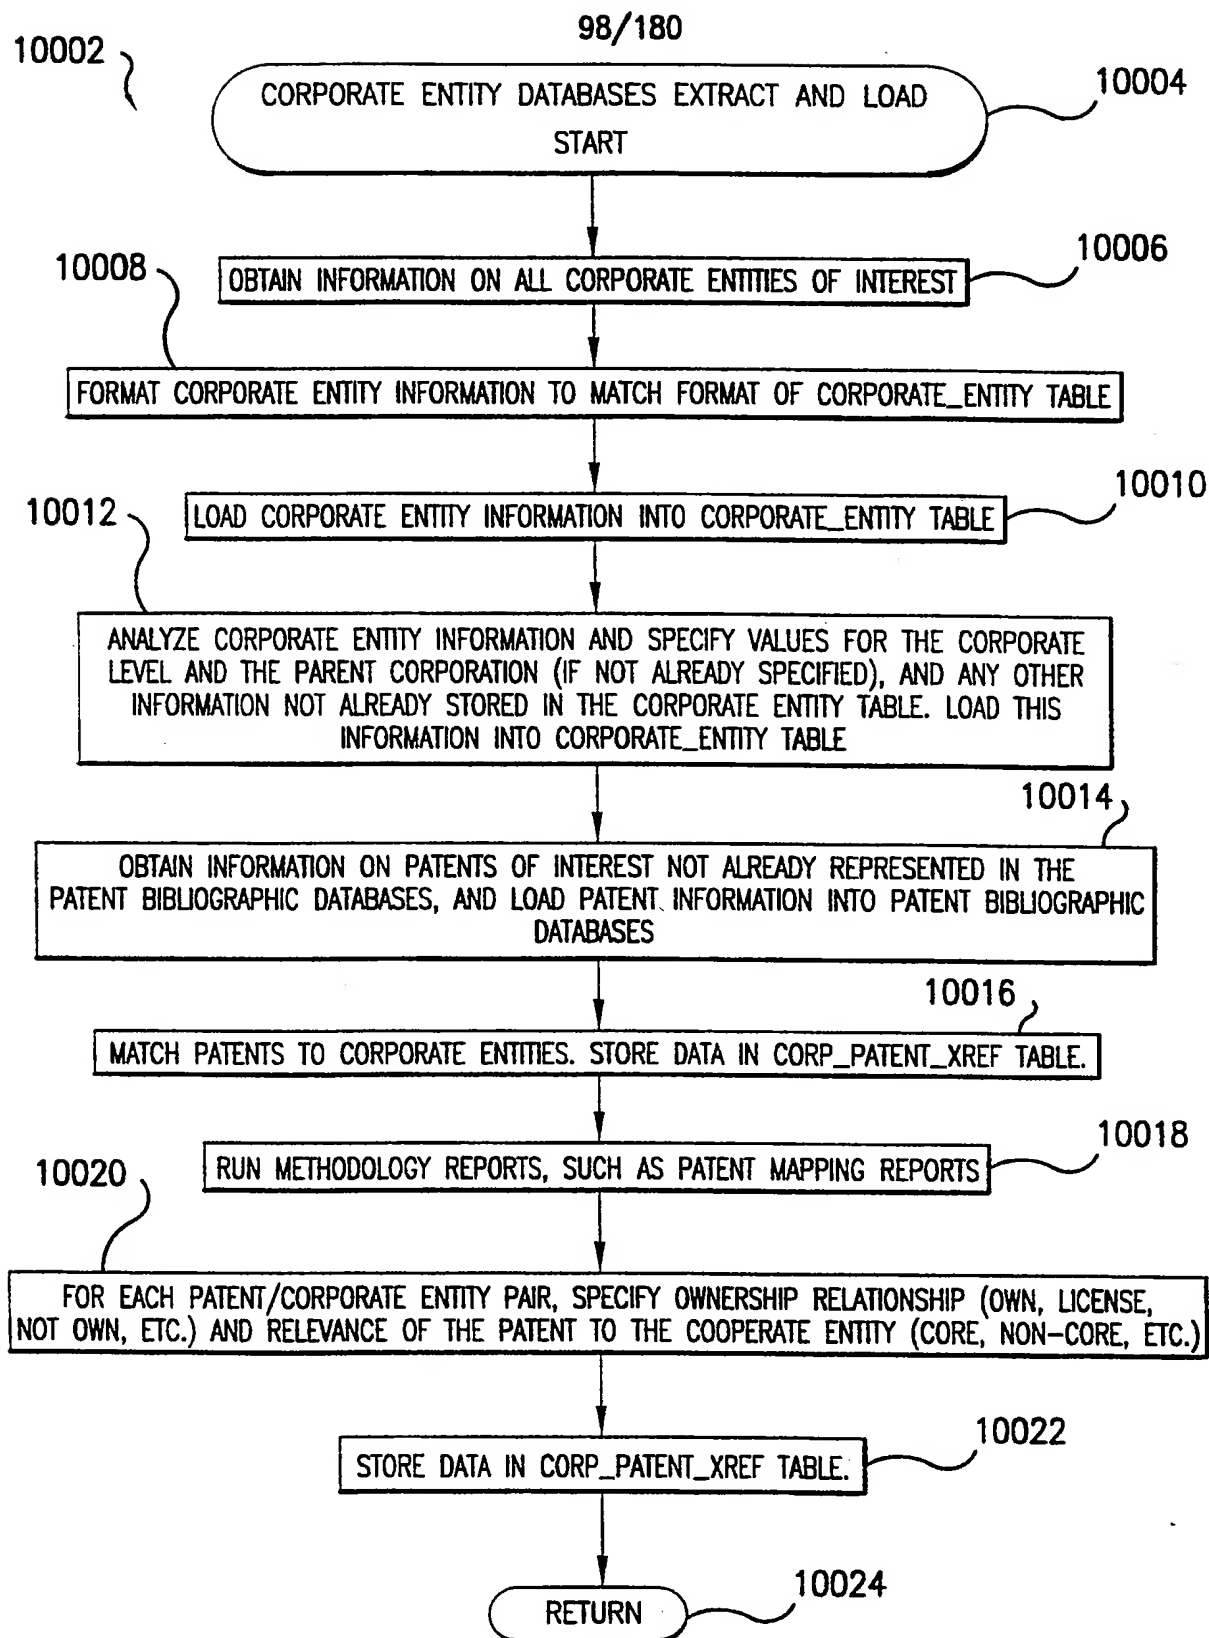 98/180
10002
CORPORATE ENTITY DATABASES EXTRACT AND LOAD
START
10004
10006
10008
OBTAIN INFORMATION ON ALL CORPORATE ENTITIES OF INTEREST
FORMAT CORPORATE ENTITY INFORMATION TO MATCH FORMAT OF CORPORATE_ENTITY TABLE
10010
10012
LOAD CORPORATE ENTITY INFORMATION INTO CORPORATE_ENTITY TABLE
ANALYZE CORPORATE ENTITY INFORMATION AND SPECIFY VALUES FOR THE CORPORATE
LEVEL AND THE PARENT CORPORATION (IF NOT ALREADY SPECIFIED), AND ANY OTHER
INFORMATION NOT ALREADY STORED IN THE CORPORATE ENTITY TABLE. LOAD THIS
INFORMATION INTO CORPORATE_ENTITY TABLE
10014
OBTAIN INFORMATION ON PATENTS OF INTEREST NOT ALREADY REPRESENTED IN THE
PATENT BIBLIOGRAPHIC DATABASES, AND LOAD PATENT INFORMATION INTO PATENT BIBLIOGRAPHIC
DATABASES
10016
MATCH PATENTS TO CORPORATE ENTITIES. STORE DATA IN CORP_PATENT_XREF TABLE.
10018
RUN METHODOLOGY REPORTS, SUCH AS PATENT MAPPING REPORTS
10020
FOR EACH PATENT/CORPORATE ENTITY PAIR, SPECIFY OWNERSHIP RELATIONSHIP (OWN, LICENSE,
NOT OWN, ETC.) AND RELEVANCE OF THE PATENT TO THE COOPERATE ENTITY (CORE, NON-CORE, ETC.)
10022
STORE DATA IN CORP_PATENT_XREF TABLE.
10024
RETURN